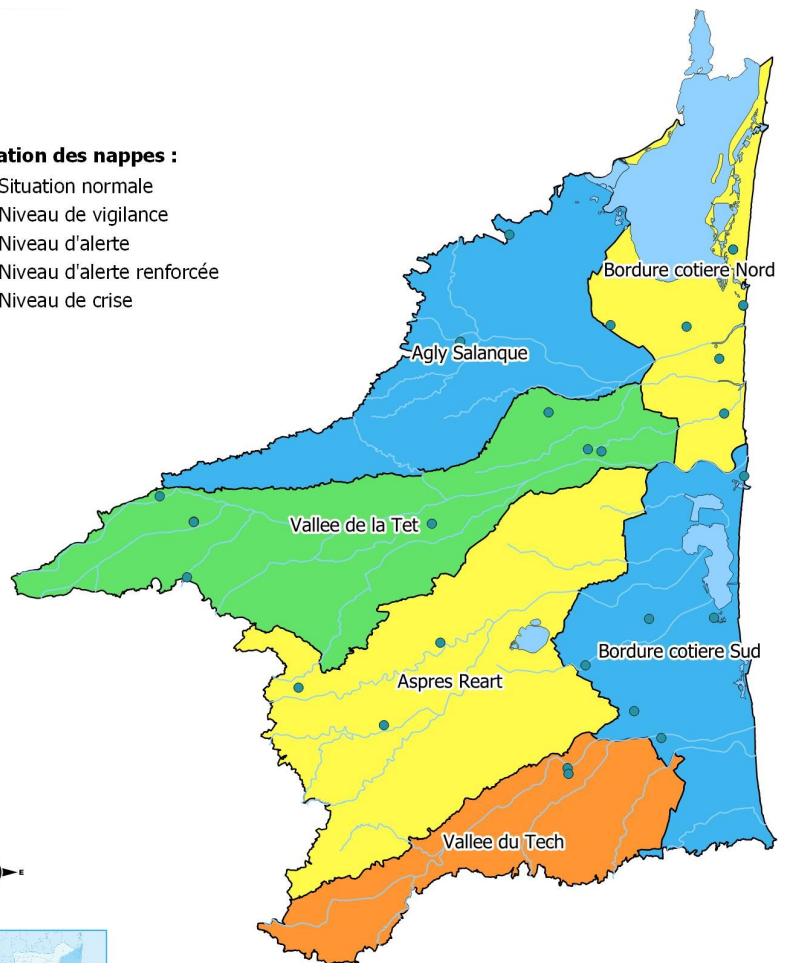 ation des nappes :
Situation normale
Niveau de vigilance
Niveau d'alerte
Niveau d'alerte renforcée
Niveau de crise
Bordure cotiere Nord
Agly Salanque
Vallee de la Tet
Bordure cotiere Sud
Aspres Reart
Vallee du Tech
E